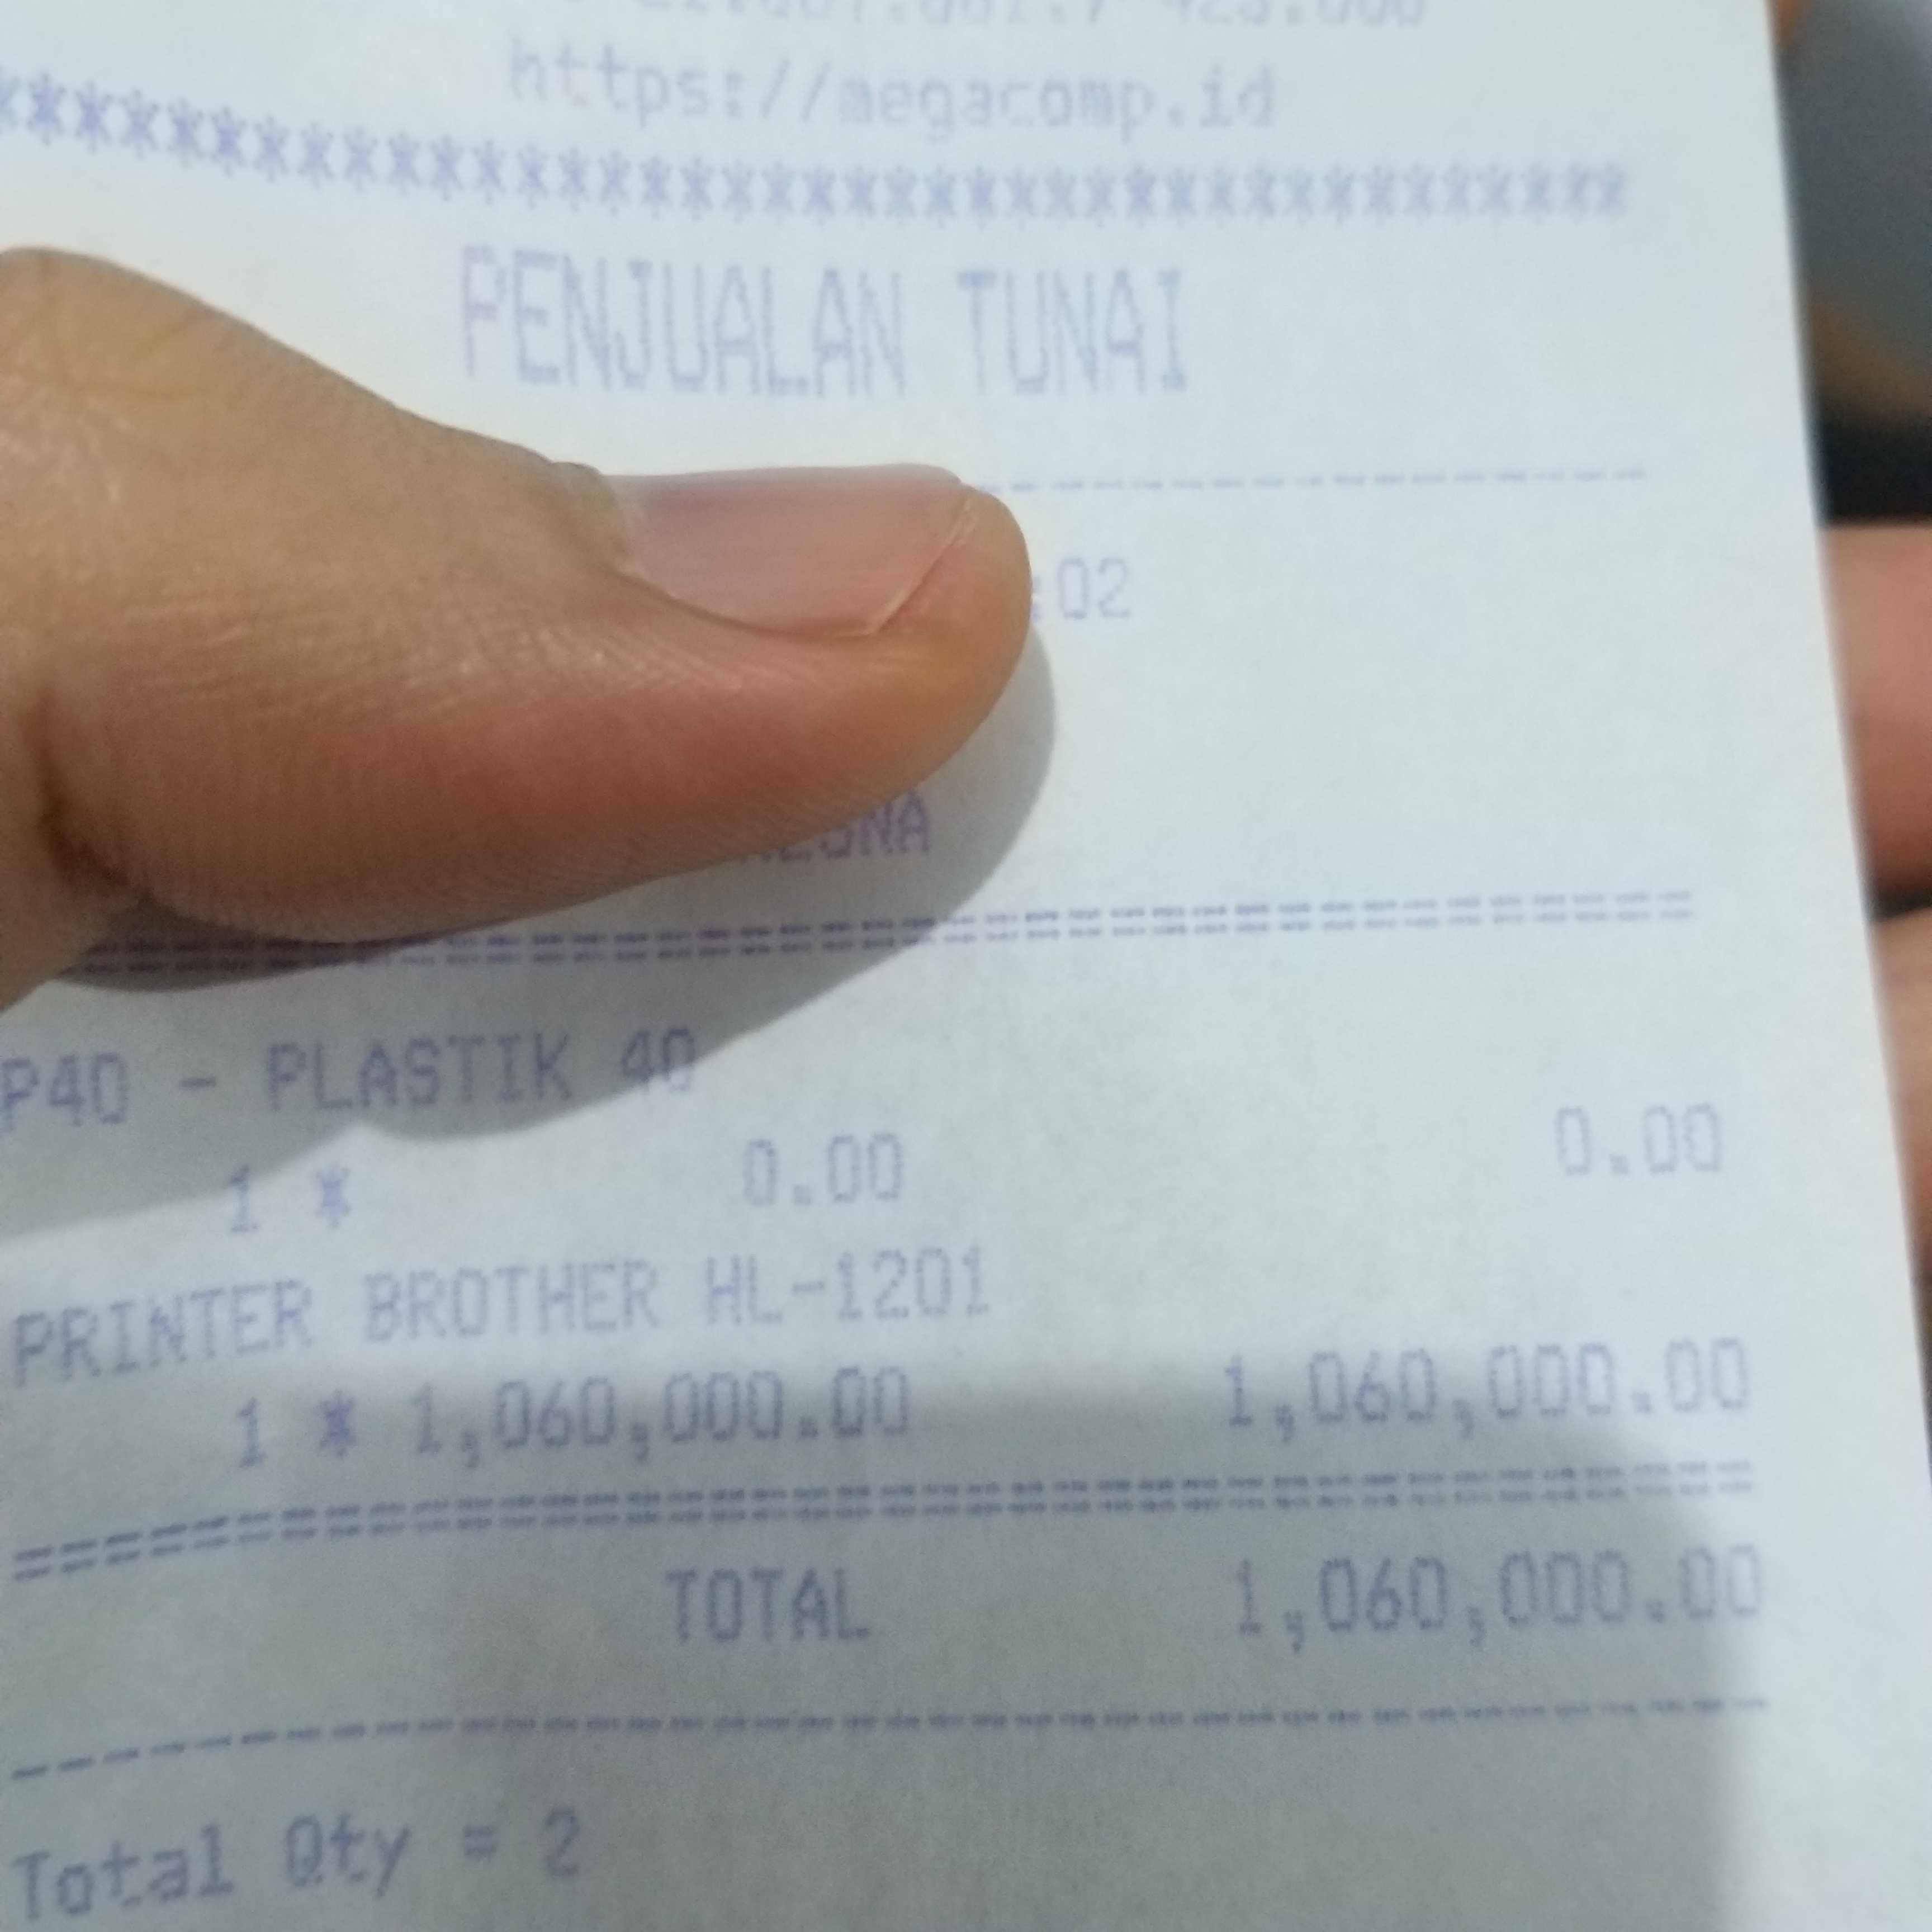 https://megacomp.id
****************************************
PENJUALAN TUNAI
----------------
:02
==========================================
P40 - PLASTIK 40
1 * 0.00 0.00
PRINTER BROTHER HL-1201
1 * 1,060,000.00 1,060,000.00
==========================================
TOTAL 1,060,000.00
------------------------------------------
Total Qty = 2